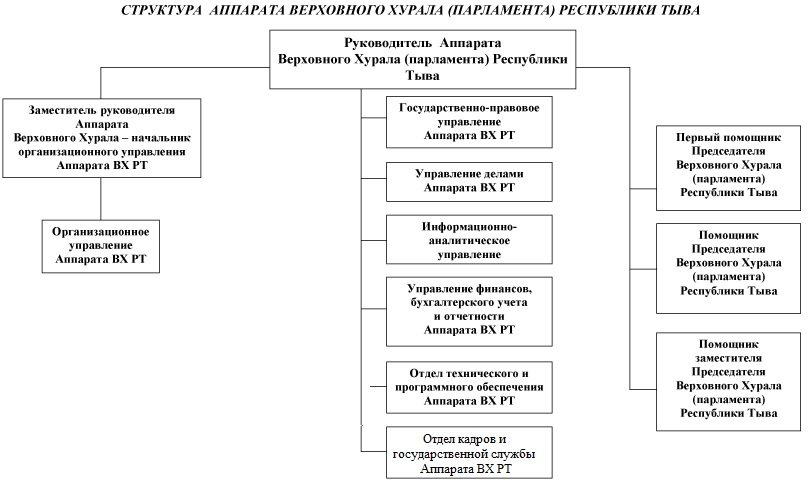 СТРУКТУРА АППАРАТА ВЕРХОВНОГО ХУРАЛА (ПАРЛАМЕНТА) РЕСПУБЛИКИ ТЫВА
Руководитель Аппарата
Верховного Хурала (парламента) Республики
Тыва
Заместитель руководителя
Аппарата
Верховного Хурала – начальник
организационного управления
Аппарата ВХ РТ
Организационное
управление
Аппарата ВХ РТ
Государственно-правовое
управление
Аппарата ВХ РТ
Управление делами
Аппарата ВХ РТ
Информационно-
аналитическое
управление
Управление финансов,
бухгалтерского учета
и отчетности
Аппарата ВХ РТ
Отдел технического и
программного обеспечения
Аппарата ВХ РТ
Отдел кадров и
государственной службы
Аппарата ВХ РТ
Первый помощник
Председателя
Верховного Хурала
(парламента)
Республики Тыва
Помощник
Председателя
Верховного Хурала
(парламента)
Республики Тыва
Помощник
заместителя
Председателя
Верховного Хурала
(парламента)
Республики Тыва